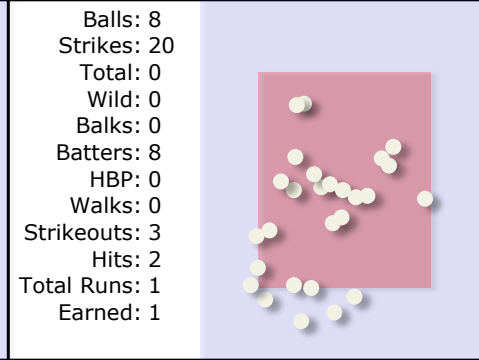 Balls: 8
Strikes: 20
Total: 0
Wild: 0
Balks: 0
Batters: 8
HBP: 0
Walks: 0
Strikeouts: 3
Hits: 2
Total Runs: 1
Earned: 1